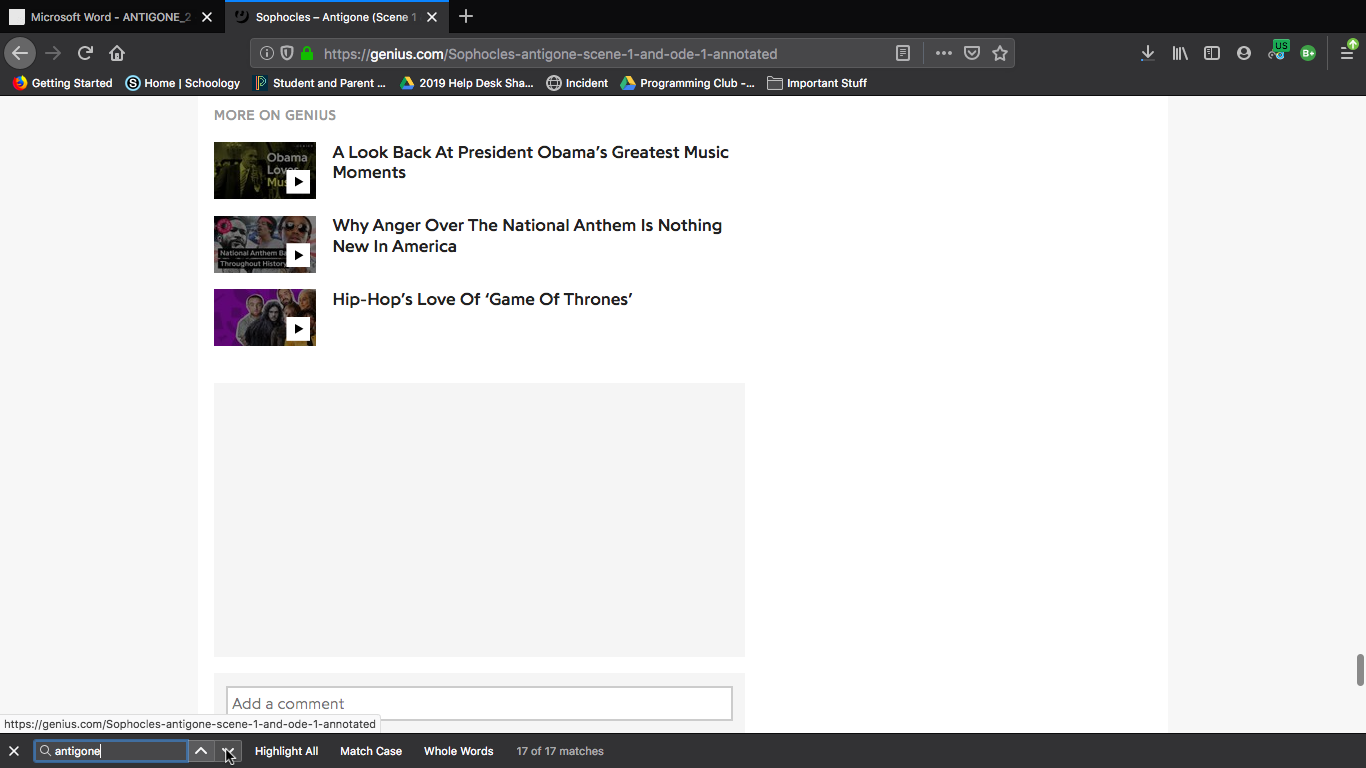 Microsoft Word - ANTIGONE_2
Sophocles – Antigone (Scene 1
https://genius.com/Sophocles-antigone-scene-1-and-ode-1-annotated
US
B+
Getting Started
Home | Schoology
Student and Parent ...
2019 Help Desk Sha...
Incident
Programming Club -...
Important Stuff
MORE ON GENIUS
Obama
Loves
Music
A Look Back At President Obama’s Greatest Music
Moments
National Anthem Ba
Throughout History
Why Anger Over The National Anthem Is Nothing
New In America
Hip-Hop’s Love Of ‘Game Of Thrones’
Add a comment
https://genius.com/Sophocles-antigone-scene-1-and-ode-1-annotated
antigone
Highlight All
Match Case
Whole Words
17 of 17 matches